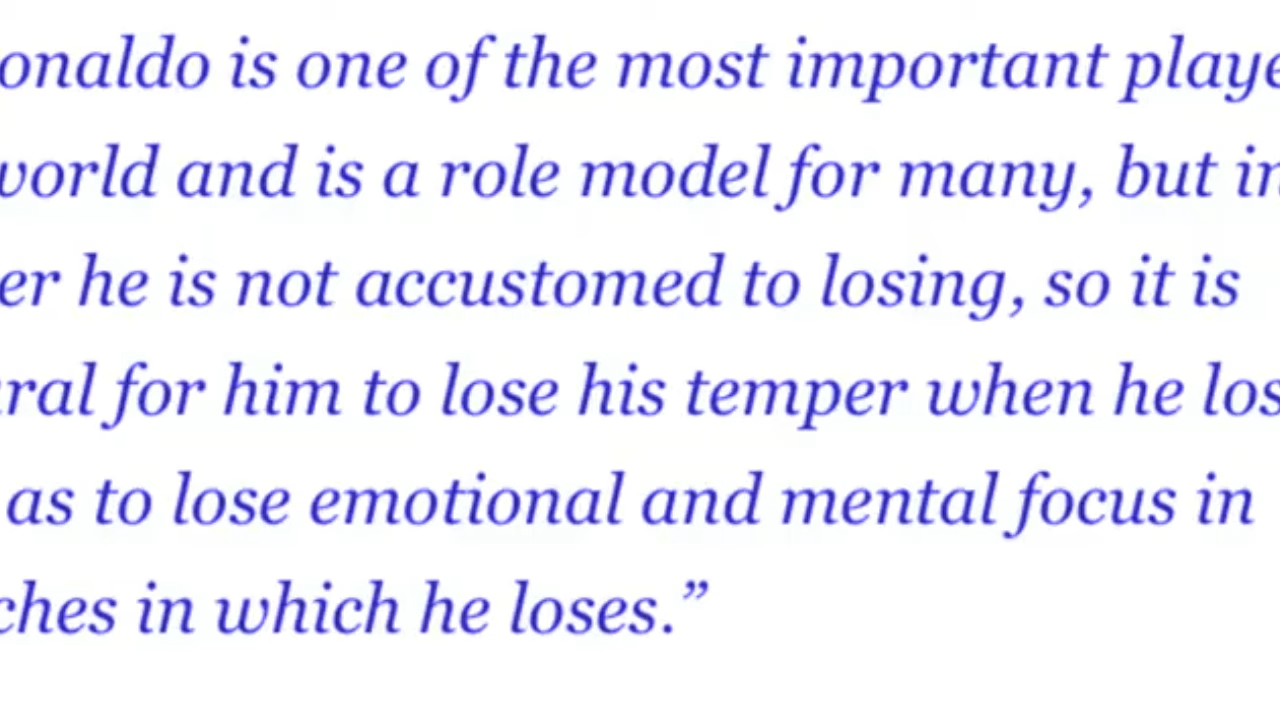 onaldo is one of the most important playe
world and is a role model for many, but in
er he is not accustomed to losing, so it is
ral for him to lose his temper when he los
as to lose emotional and mental focus in
ches in which he loses.”